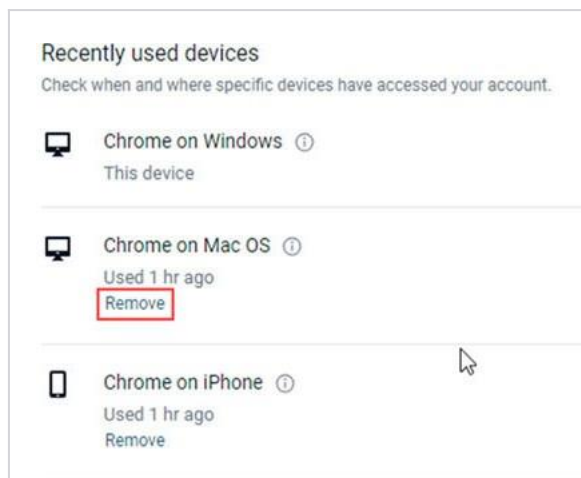 Recently used devices
Check when and where specific devices have accessed your account.
Chrome on Windows
This device
Chrome on Mac OS
Used 1 hr ago
Remove
Chrome on iPhone
Used 1 hr ago
Remove